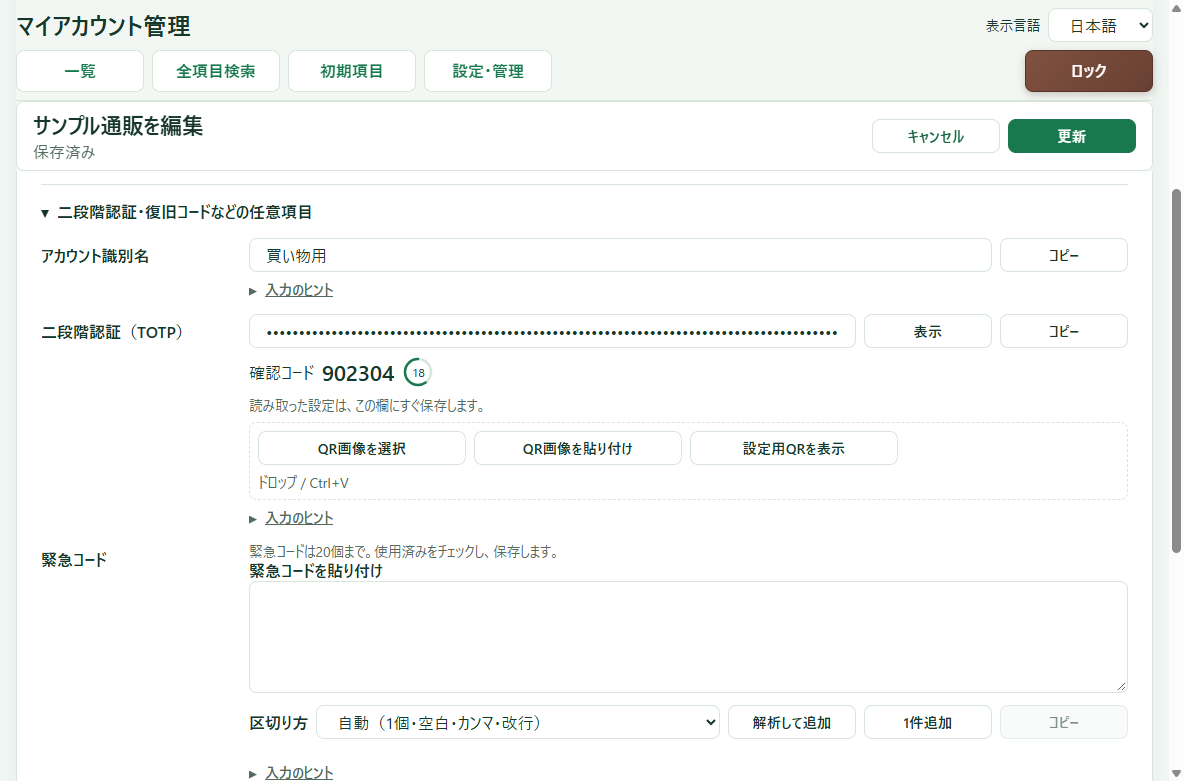 マイアカウント管理
表示言語 日本語
一覧 全項目検索 初期項目 設定・管理 ロック
サンプル通販を編集
保存済み
キャンセル 更新
▼ 二段階認証・復旧コードなどの任意項目
アカウント識別名 買い物用 コピー
▶ 入力のヒント
二段階認証（TOTP） 表示 コピー
確認コード 902304 18
読み取った設定は、この欄にすぐ保存します。
QR画像を選択 QR画像を貼り付け 設定用QRを表示
ドロップ / Ctrl+V
▶ 入力のヒント
緊急コード
緊急コードは20個まで。使用済みをチェックし、保存します。
緊急コードを貼り付け
区切り方 自動（1個・空白・カンマ・改行） 解析して追加 1件追加 コピー
▶ 入力のヒント